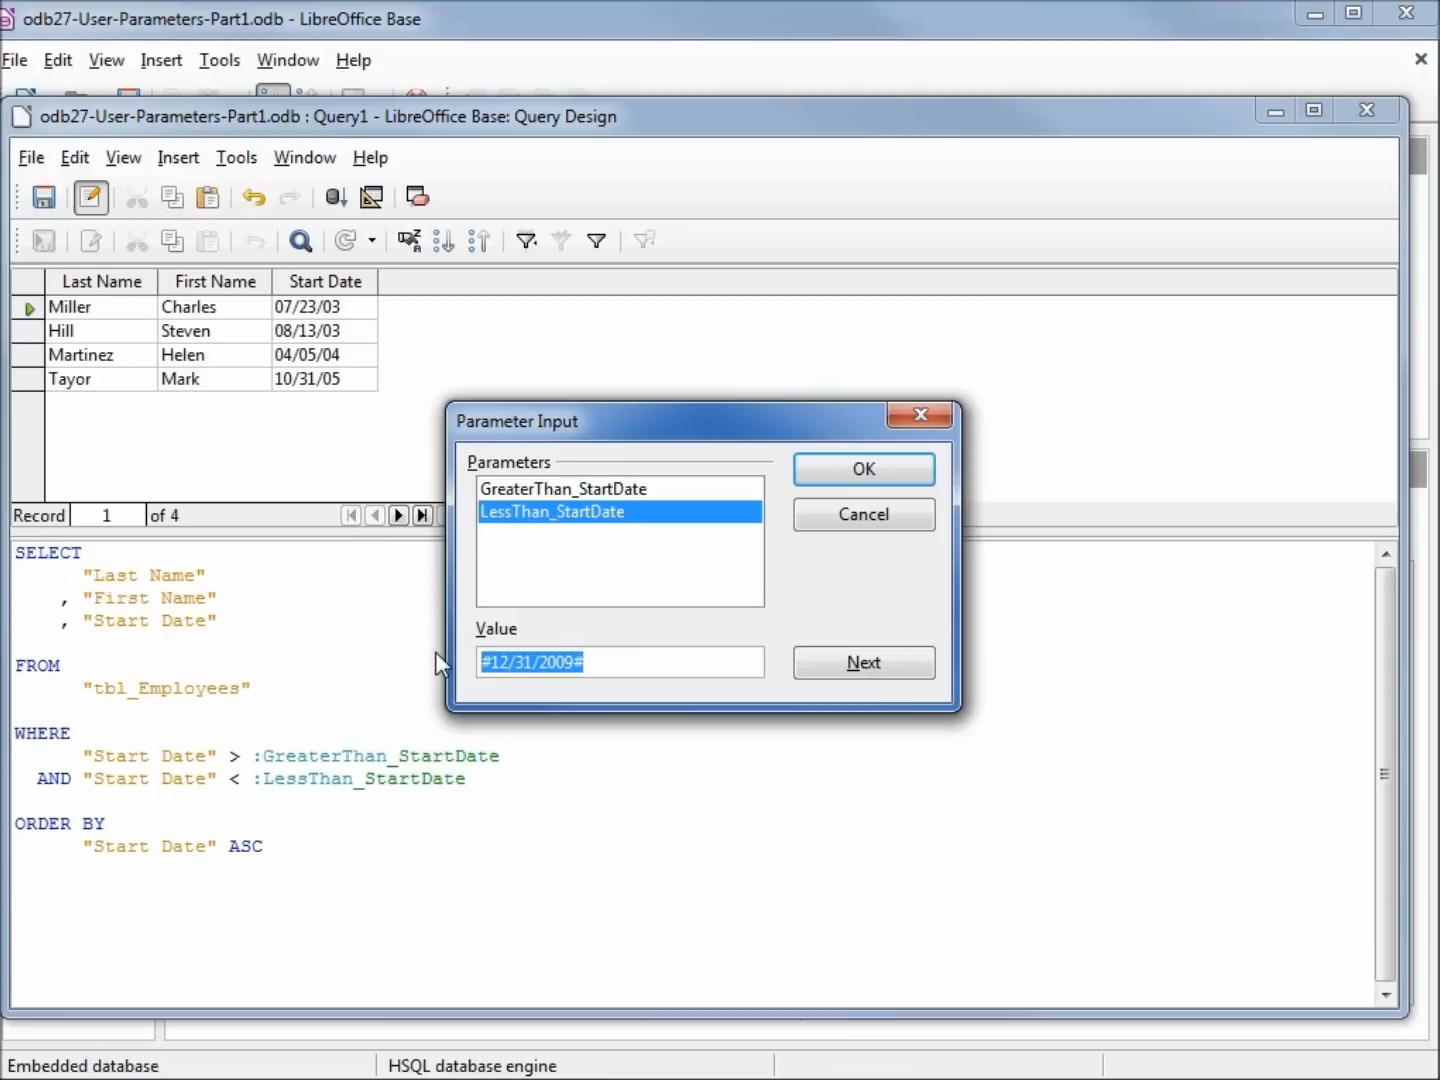 odb27-User-Parameters-Part1.odb - LibreOffice Base
File Edit View Insert Tools Window Help
odb27-User-Parameters-Part1.odb : Query1 - LibreOffice Base: Query Design
File Edit View Insert Tools Window Help
Last Name First Name Start Date
Miller Charles 07/23/03
Hill Steven 08/13/03
Martinez Helen 04/05/04
Tayor Mark 10/31/05
Record 1 of 4
Parameter Input
Parameters
GreaterThan_StartDate
LessThan_StartDate
OK
Cancel
Value
#12/31/2009#
Next
SELECT
"Last Name"
, "First Name"
, "Start Date"
FROM
"tbl_Employees"
WHERE
"Start Date" > :GreaterThan_StartDate
AND "Start Date" < :LessThan_StartDate
ORDER BY
"Start Date" ASC
Embedded database HSQL database engine